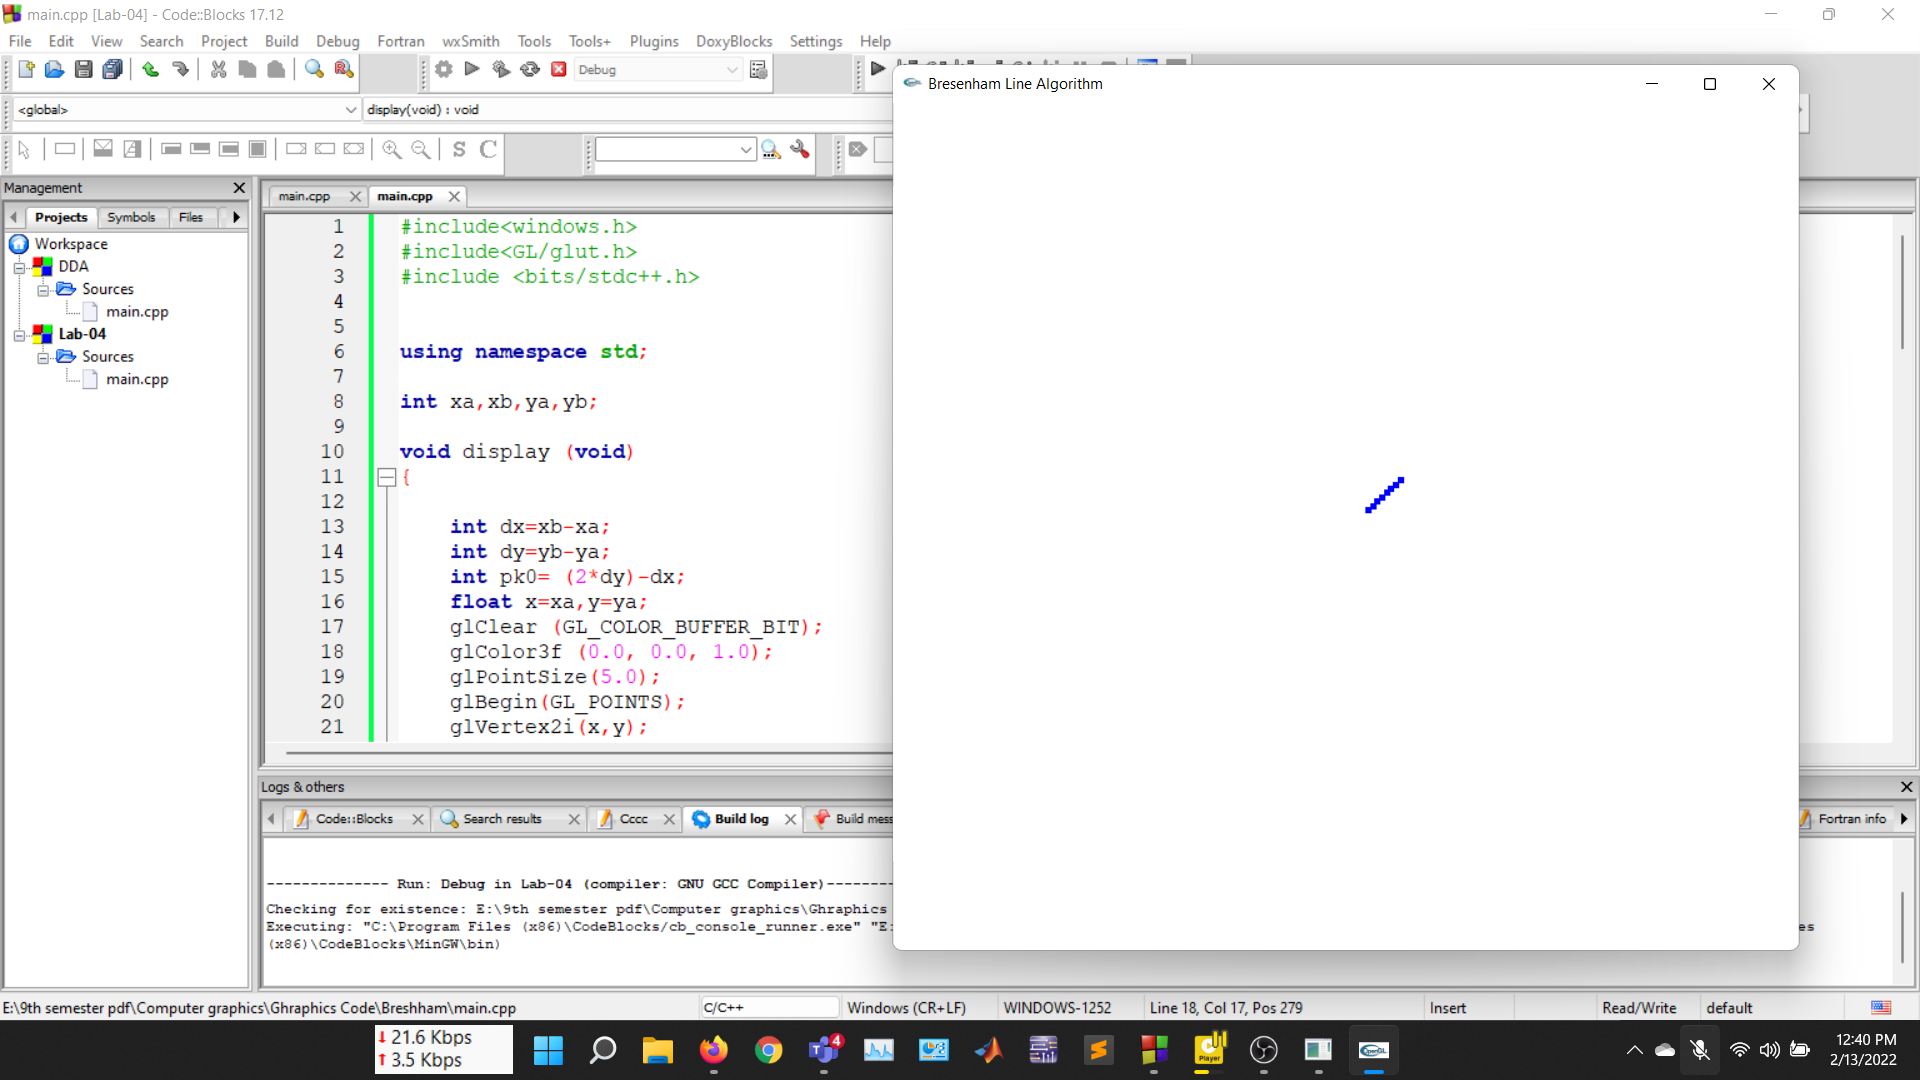 main.cpp [Lab-04] - Code::Blocks 17.12
File Edit View Search Project Build Debug Fortran wxSmith Tools Tools+ Plugins DoxyBlocks Settings Help
Debug
<global> display(void) : void
S C
Bresenham Line Algorithm
Management
Projects Symbols Files
Workspace
DDA
Sources
main.cpp
Lab-04
Sources
main.cpp
main.cpp main.cpp
1 #include<windows.h>
2 #include<GL/glut.h>
3 #include <bits/stdc++.h>
4
5
6 using namespace std;
7
8 int xa,xb,ya,yb;
9
10 void display (void)
11 {
12
13 int dx=xb-xa;
14 int dy=yb-ya;
15 int pk0= (2*dy)-dx;
16 float x=xa,y=ya;
17 glClear (GL_COLOR_BUFFER_BIT);
18 glColor3f (0.0, 0.0, 1.0);
19 glPointSize(5.0);
20 glBegin(GL_POINTS);
21 glVertex2i(x,y);
Logs & others
Code::Blocks Search results Cccc Build log Build mess Fortran info
-------------- Run: Debug in Lab-04 (compiler: GNU GCC Compiler)-------
Checking for existence: E:\9th semester pdf\Computer graphics\Ghraphics
Executing: "C:\Program Files (x86)\CodeBlocks/cb_console_runner.exe" "E: es
(x86)\CodeBlocks\MinGW\bin)
E:\9th semester pdf\Computer graphics\Ghraphics Code\Breshham\main.cpp C/C++ Windows (CR+LF) WINDOWS-1252 Line 18, Col 17, Pos 279 Insert Read/Write default
21.6 Kbps
3.5 Kbps
4
Player
OpenGL
12:40 PM
2/13/2022